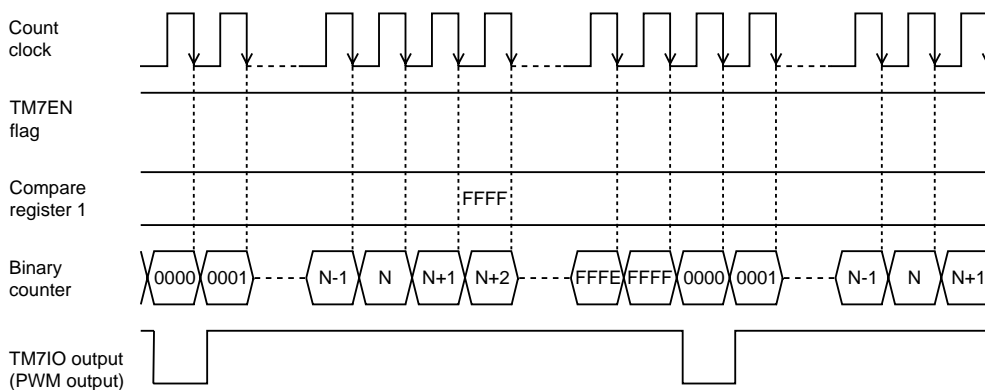 Count
clock
TM7EN
flag
Compare
register 1
FFFF
Binary
counter
0000 0001 N-1 N N+1 N+2 FFFE FFFF 0000 0001 N-1 N N+1
TM7IO output
(PWM output)